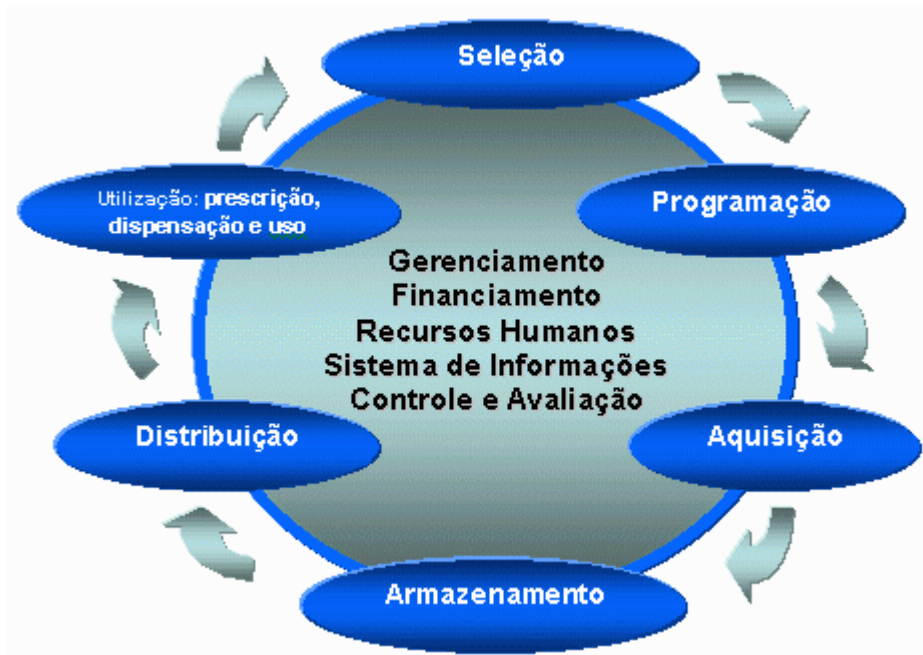 Seleção
Programação
Aquisição
Armazenamento
Distribuição
Utilização: prescrição,
dispensação e uso
Gerenciamento
Financiamento
Recursos Humanos
Sistema de Informações
Controle e Avaliação